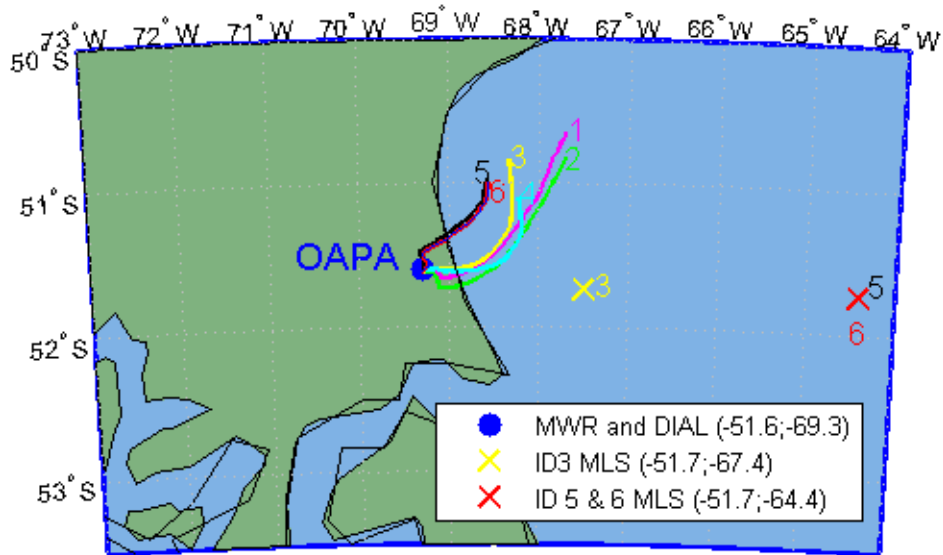 73° W 72° W 71° W 70° W 69° W 68° W 67° W 66° W 65° W 64° W
50° S
1
2
3
4
5
6
51° S
OAPA
3
5
6
52° S
MWR and DIAL (-51.6;-69.3)
ID3 MLS (-51.7;-67.4)
ID 5 & 6 MLS (-51.7;-64.4)
53° S